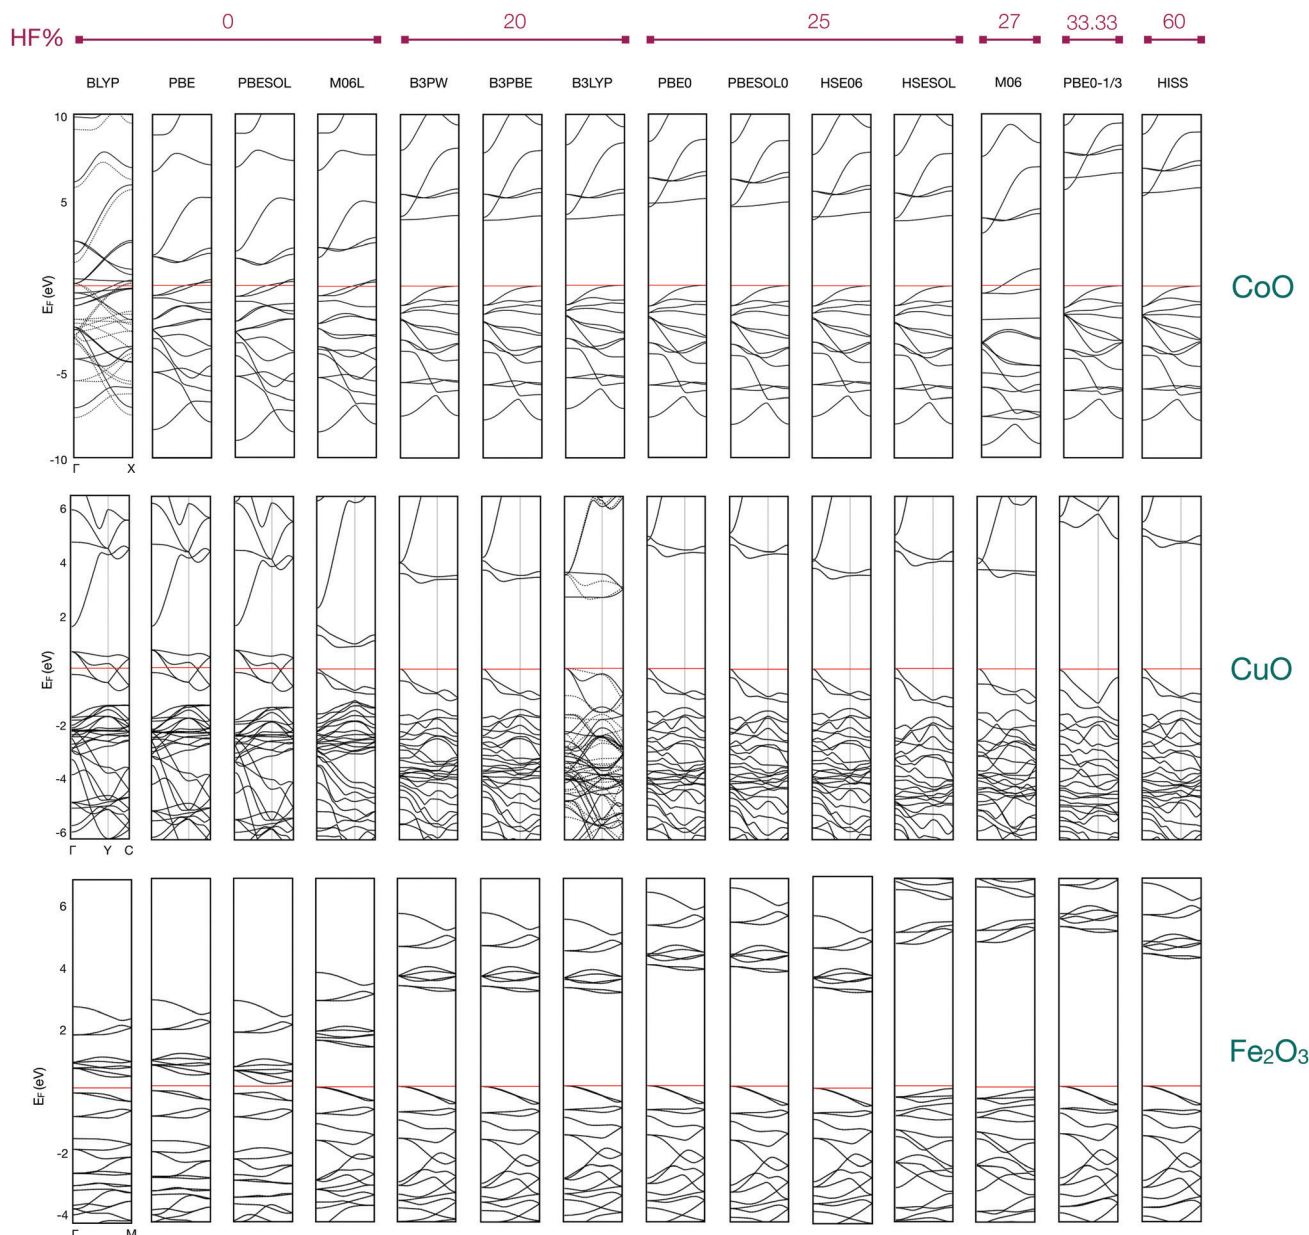 HF% 0 20 25 27 33.33 60
BLYP PBE PBESOL M06L B3PW B3PBE B3LYP PBE0 PBESOL0 HSE06 HSESOL M06 PBE0-1/3 HISS
10
5
E_F (eV)
-5
-10
Γ X
CoO
6
4
2
E_F (eV)
-2
-4
-6
Γ Y C
CuO
6
4
2
E_F (eV)
-2
-4
Γ M
Fe₂O₃